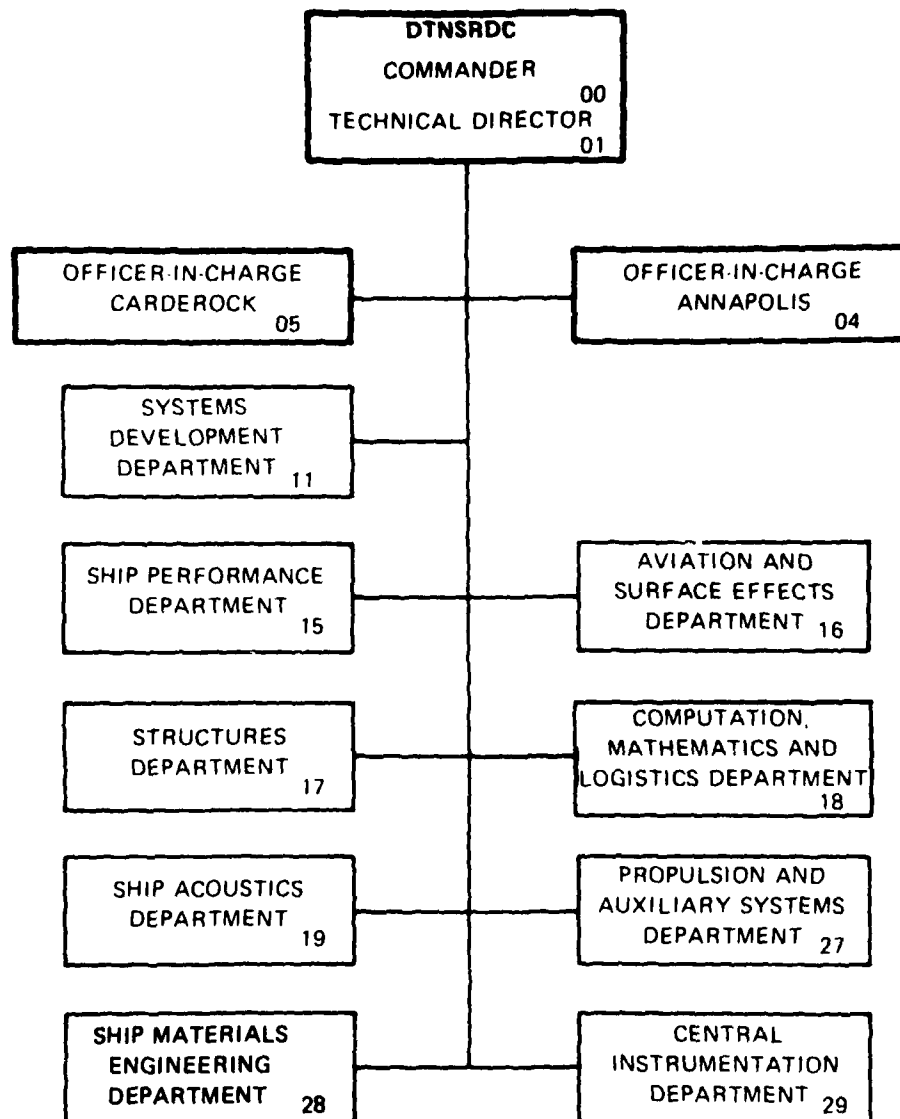 DTNSRDC
COMMANDER
00
TECHNICAL DIRECTOR
01
OFFICER-IN-CHARGE
CARDEROCK
05
OFFICER-IN-CHARGE
ANNAPOLIS
04
SYSTEMS
DEVELOPMENT
DEPARTMENT
11
SHIP PERFORMANCE
DEPARTMENT
15
AVIATION AND
SURFACE EFFECTS
DEPARTMENT
16
STRUCTURES
DEPARTMENT
17
COMPUTATION,
MATHEMATICS AND
LOGISTICS DEPARTMENT
18
SHIP ACOUSTICS
DEPARTMENT
19
PROPULSION AND
AUXILIARY SYSTEMS
DEPARTMENT
27
SHIP MATERIALS
ENGINEERING
DEPARTMENT
28
CENTRAL
INSTRUMENTATION
DEPARTMENT
29